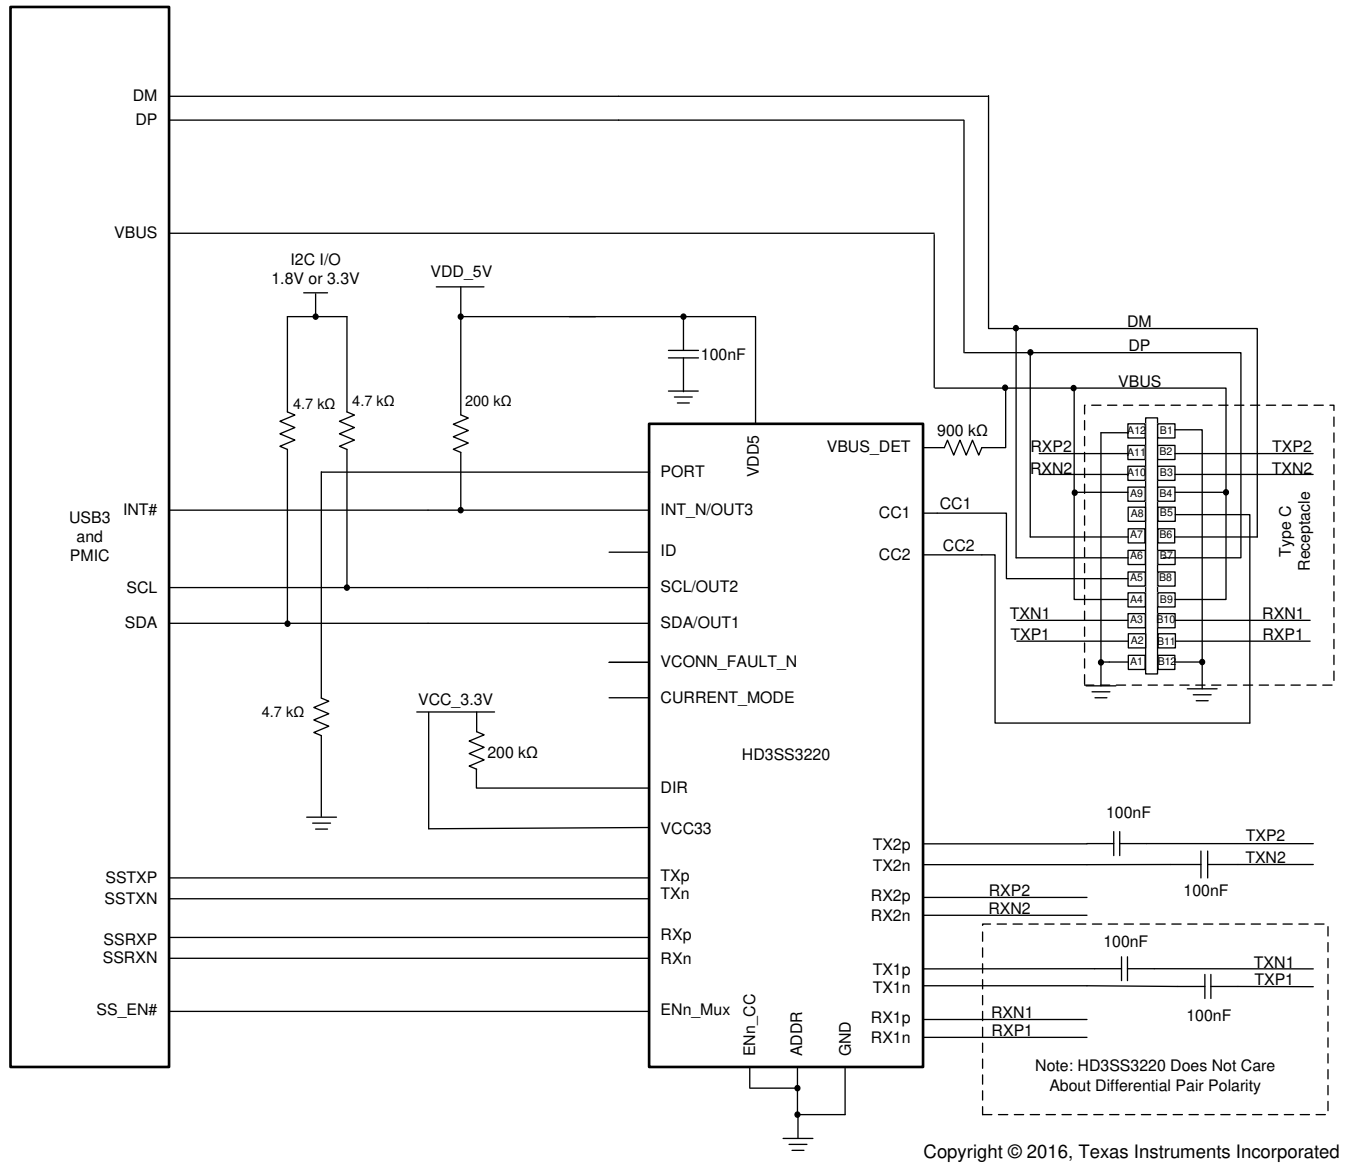 DM
DP
VBUS
I2C I/O
1.8V or 3.3V
VDD_5V
100nF
4.7 kΩ
4.7 kΩ
200 kΩ
USB3
and
PMIC
INT#
SCL
SDA
4.7 kΩ
VCC_3.3V
200 kΩ
SSTXP
SSTXN
SSRXP
SSRXN
SS_EN#
VDD5
PORT
INT_N/OUT3
ID
SCL/OUT2
SDA/OUT1
VCONN_FAULT_N
CURRENT_MODE
HD3SS3220
DIR
VCC33
TXp
TXn
RXp
RXn
ENn_Mux
ENn_CC
ADDR
GND
VBUS_DET
CC1
CC2
TX2p
TX2n
RX2p
RX2n
TX1p
TX1n
RX1p
RX1n
900 kΩ
CC1
CC2
DM
DP
VBUS
RXP2
RXN2
TXN1
TXP1
A12
A11
A10
A9
A8
A7
A6
A5
A4
A3
A2
A1
B1
B2
B3
B4
B5
B6
B7
B8
B9
B10
B11
B12
TXP2
TXN2
Type C
Receptacle
RXN1
RXP1
100nF
TXP2
TXN2
100nF
RXP2
RXN2
100nF
TXN1
TXP1
100nF
RXN1
RXP1
Note: HD3SS3220 Does Not Care
About Differential Pair Polarity
Copyright © 2016, Texas Instruments Incorporated